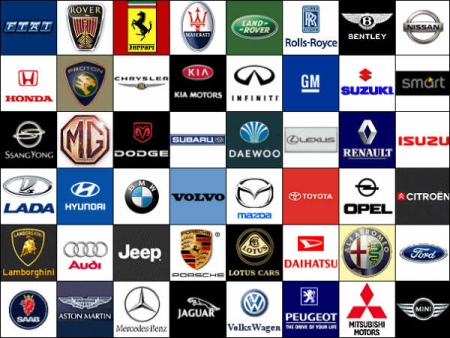 FIAT
ROVER
Ferrari
MASERATI
LAND-
ROVER
Rolls-Royce
BENTLEY
NISSAN
HONDA
PROTON
CHRYSLER
KIA
KIA MOTORS
INFINITI
GM
SUZUKI
smart
SSANGYONG
MG
DODGE
SUBARU
DAEWOO
LEXUS
RENAULT
ISUZU
LADA
HYUNDAI
BMW
VOLVO
mazda
TOYOTA
OPEL
CITROËN
Lamborghini
Audi
Jeep
PORSCHE
LOTUS
LOTUS CARS
DAIHATSU
ALFA ROMEO
Ford
SAAB
ASTON MARTIN
Mercedes-Benz
JAGUAR
VolksWagen
PEUGEOT
THE DRIVE OF YOUR LIFE
MITSUBISHI
MOTORS
MINI